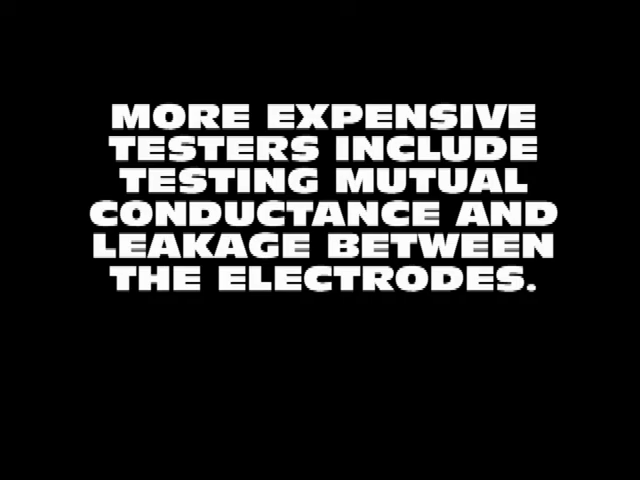 MORE EXPENSIVE
TESTERS INCLUDE
TESTING MUTUAL
CONDUCTANCE AND
LEAKAGE BETWEEN
THE ELECTRODES.